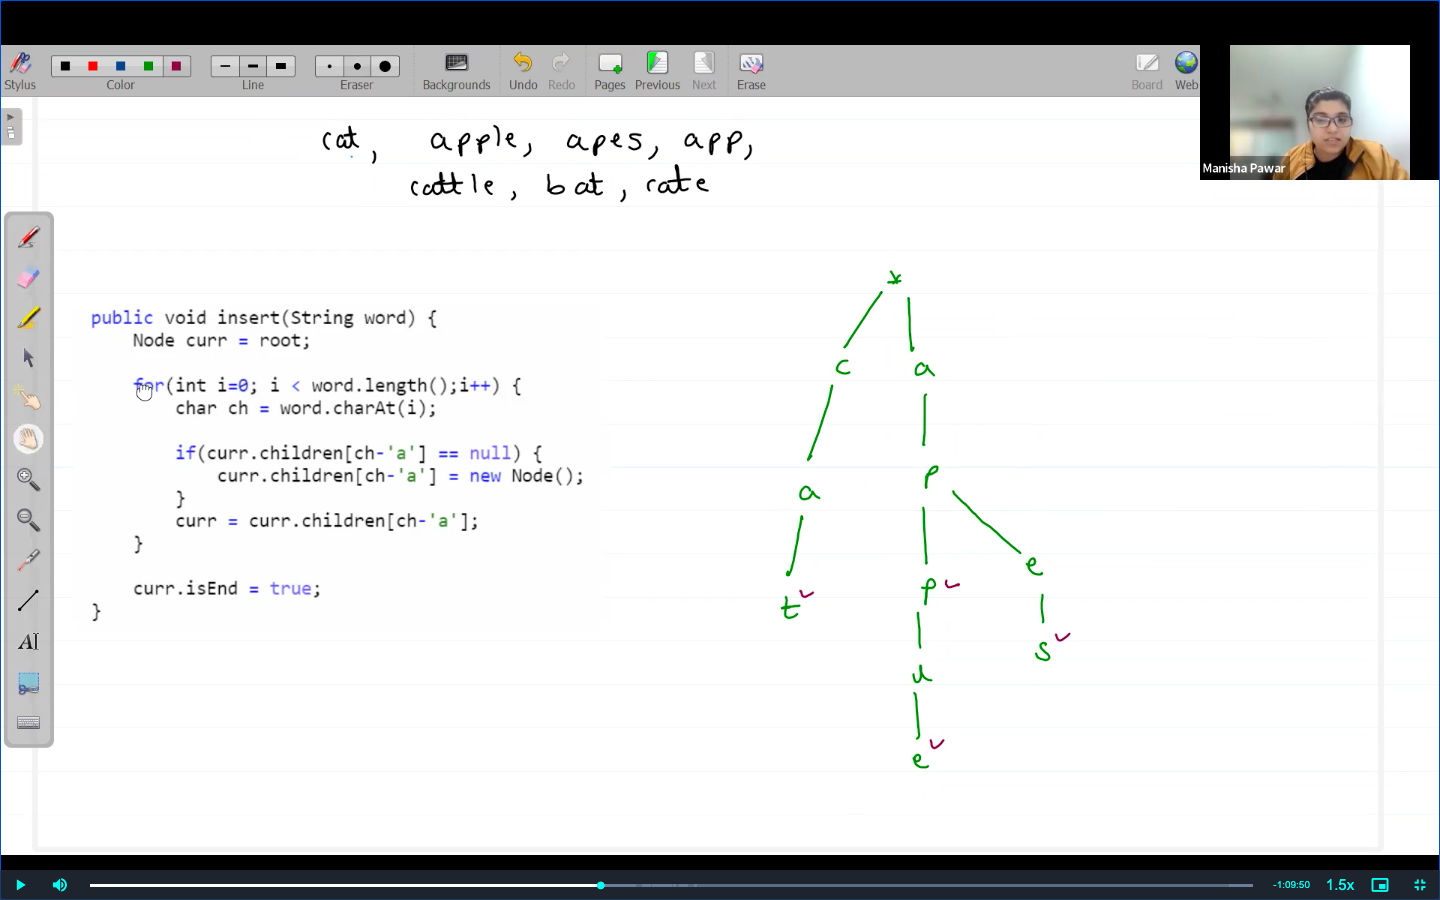 Stylus
Color
Line
Eraser
Backgrounds
Undo
Redo
Pages
Previous
Next
Erase
Board
Web
Manisha Pawar
cat, apple, apes, app,
cattle, bat, rate
public void insert(String word) {
Node curr = root;
for(int i=0; i < word.length();i++) {
char ch = word.charAt(i);
if(curr.children[ch-'a'] == null) {
curr.children[ch-'a'] = new Node();
}
curr = curr.children[ch-'a'];
}
curr.isEnd = true;
}
*
c a
a p
t p e
l s
e
AI
-1:09:50 1.5x